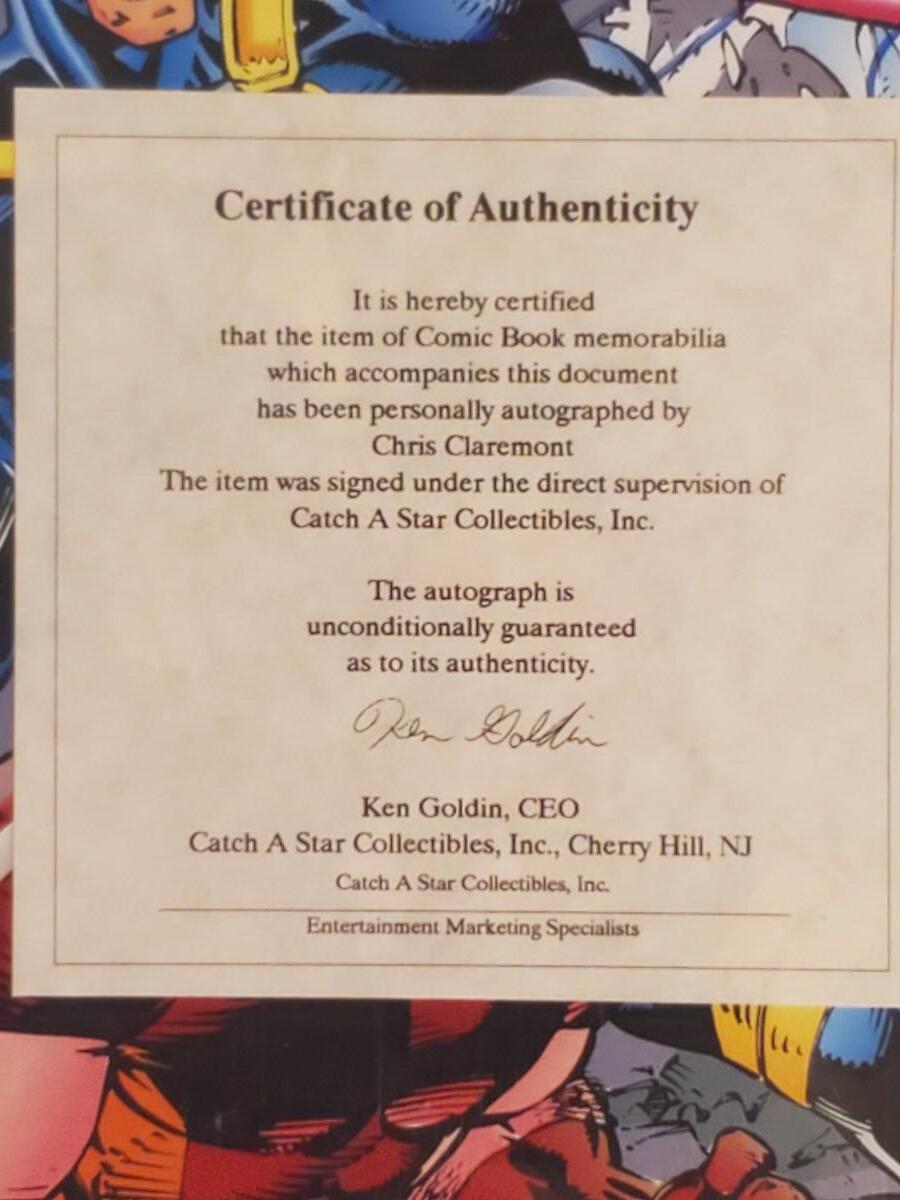 Certificate of Authenticity
It is hereby certified
that the item of Comic Book memorabilia
which accompanies this document
has been personally autographed by
Chris Claremont
The item was signed under the direct supervision of
Catch A Star Collectibles, Inc.
The autograph is
unconditionally guaranteed
as to its authenticity.
Ken Goldin
Ken Goldin, CEO
Catch A Star Collectibles, Inc., Cherry Hill, NJ
Catch A Star Collectibles, Inc.
Entertainment Marketing Specialists